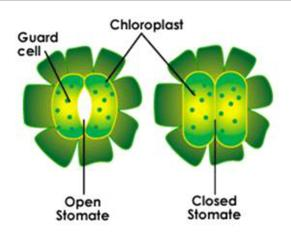 Chloroplast
Guard
cell
Open
Stomate
Closed
Stomate